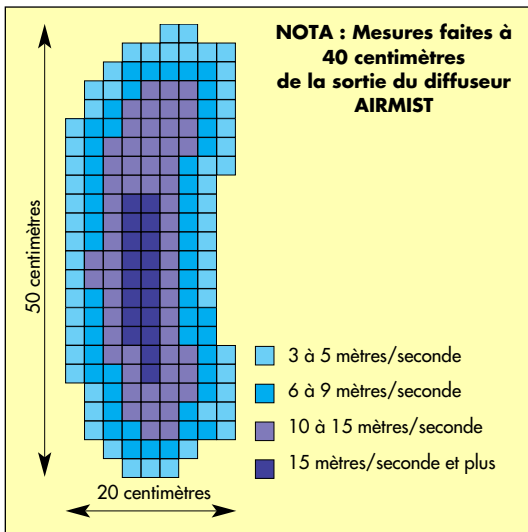 NOTA : Mesures faites à
40 centimètres
de la sortie du diffuseur
AIRMIST
50 centimètres
3 à 5 mètres/seconde
6 à 9 mètres/seconde
10 à 15 mètres/seconde
15 mètres/seconde et plus
20 centimètres